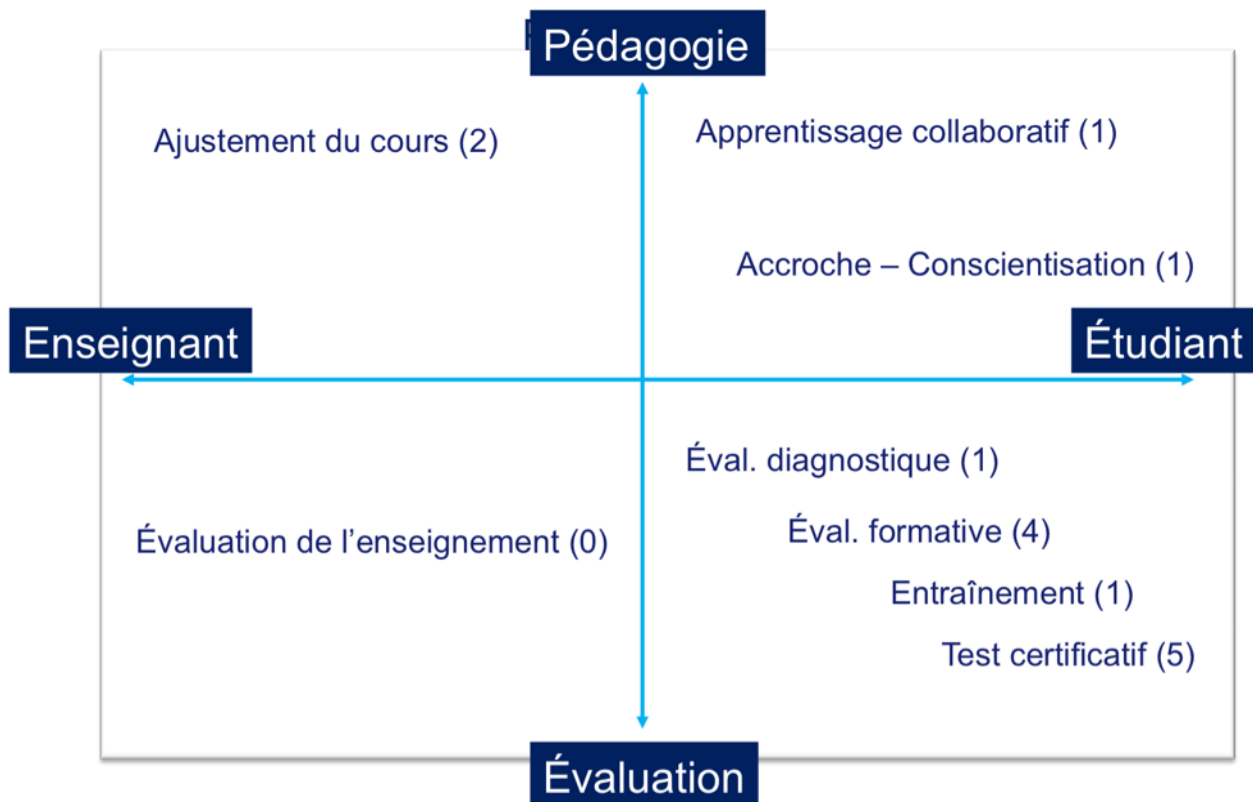 Pédagogie
Ajustement du cours (2)
Apprentissage collaboratif (1)
Accroche – Conscientisation (1)
Enseignant
Étudiant
Éval. diagnostique (1)
Évaluation de l’enseignement (0)
Éval. formative (4)
Entraînement (1)
Test certificatif (5)
Évaluation